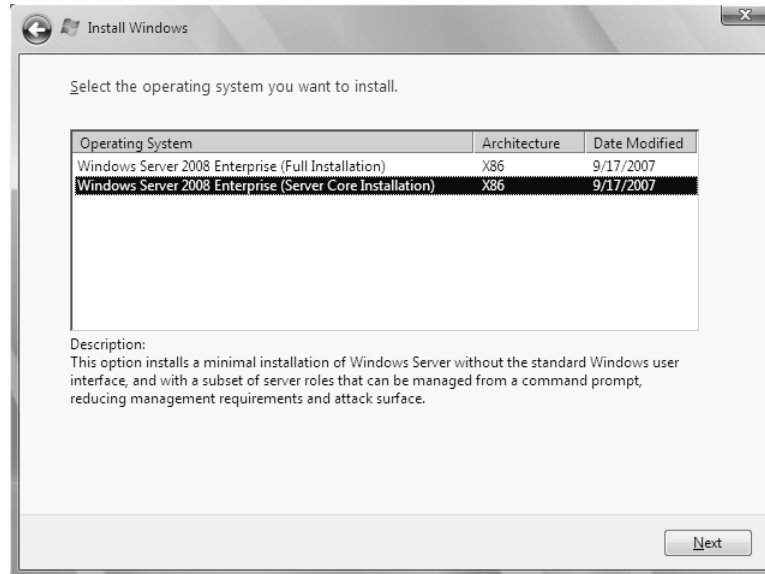 Install Windows
Select the operating system you want to install.
Operating System Architecture Date Modified
Windows Server 2008 Enterprise (Full Installation) X86 9/17/2007
Windows Server 2008 Enterprise (Server Core Installation) X86 9/17/2007
Description:
This option installs a minimal installation of Windows Server without the standard Windows user
interface, and with a subset of server roles that can be managed from a command prompt,
reducing management requirements and attack surface.
Next